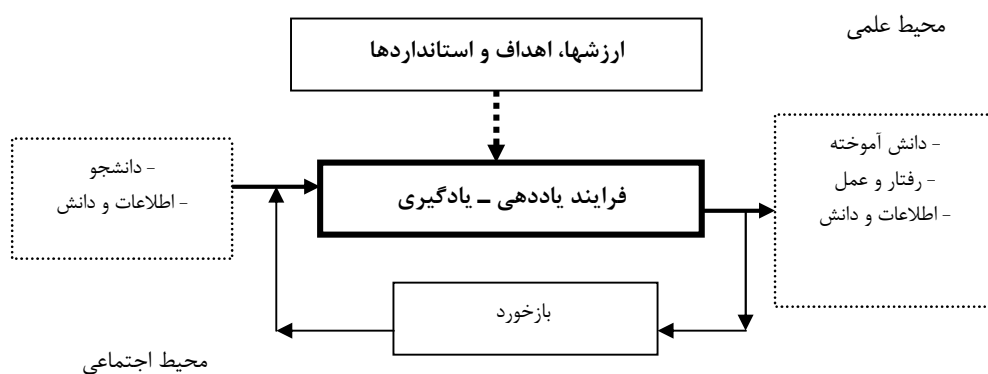 محیط علمی
ارزشها، اهداف و استانداردها
- دانش آموخته
- رفتار و عمل
- اطلاعات و دانش
فرایند یاددهی – یادگیری
- دانشجو
- اطلاعات و دانش
بازخورد
محیط اجتماعی